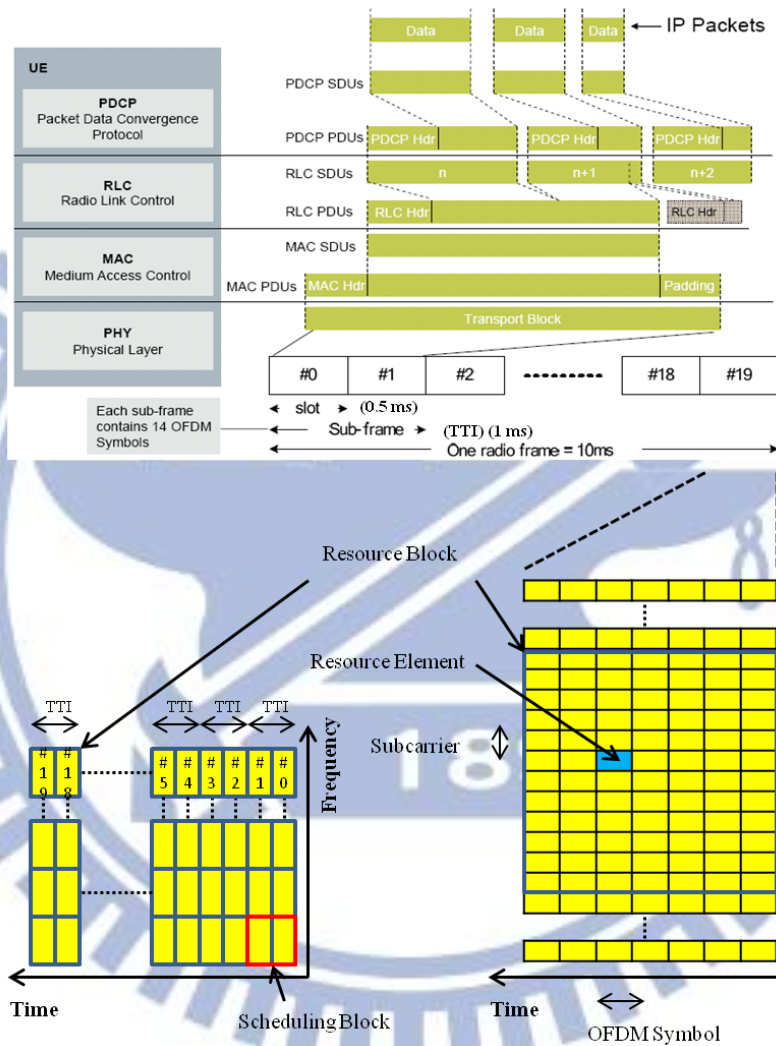 Data
Data
Data
IP Packets
UE
PDCP
Packet Data Convergence
Protocol
PDCP SDUs
PDCP PDUs
PDCP Hdr
PDCP Hdr
PDCP Hdr
RLC
Radio Link Control
RLC SDUs
n
n+1
n+2
RLC PDUs
RLC Hdr
RLC Hdr
MAC
Medium Access Control
MAC SDUs
MAC PDUs
MAC Hdr
Padding
PHY
Physical Layer
Transport Block
#0
#1
#2
#18
#19
Each sub-frame
contains 14 OFDM
Symbols
slot
(0.5 ms)
Sub-frame
(TTI) (1 ms)
One radio frame = 10ms
Resource Block
Resource Element
Subcarrier
TTI
TTI
TTI
TTI
#19
#18
#5
#4
#3
#2
#1
#0
Frequency
Time
Scheduling Block
Time
OFDM Symbol
18
8